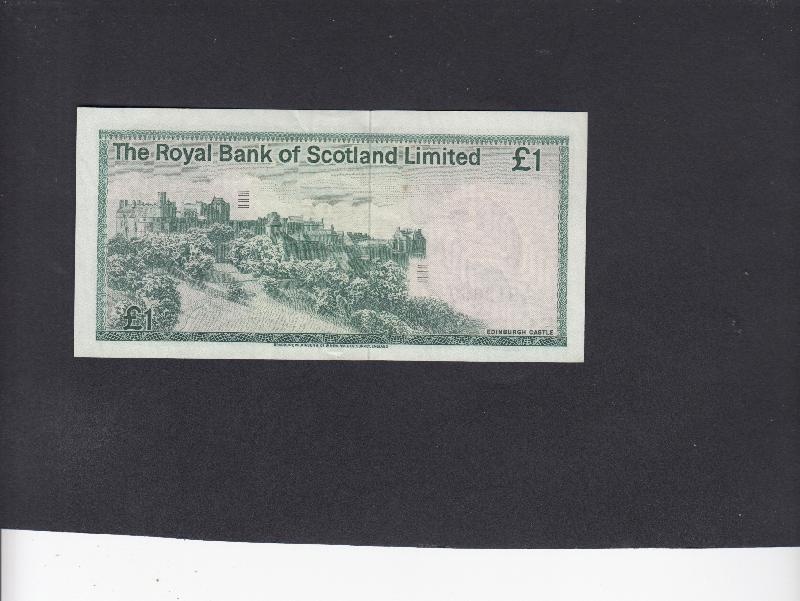 The Royal Bank of Scotland Limited £1
£1
EDINBURGH CASTLE